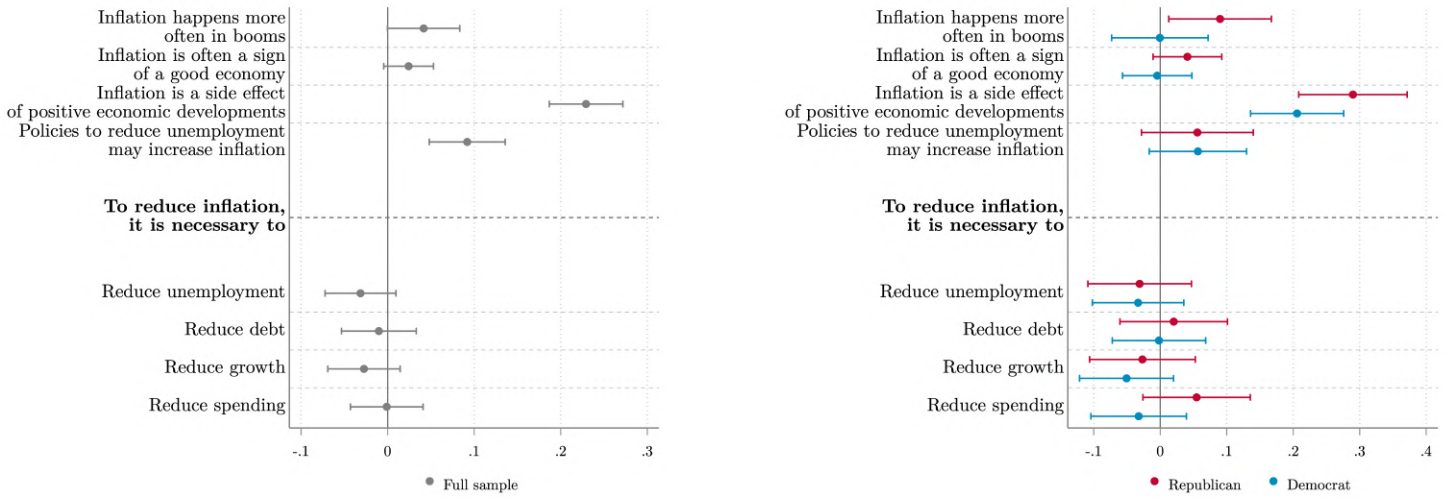 Inflation happens more
often in booms
Inflation is often a sign
of a good economy
Inflation is a side effect
of positive economic developments
Policies to reduce unemployment
may increase inflation
To reduce inflation,
it is necessary to
Reduce unemployment
Reduce debt
Reduce growth
Reduce spending
-.1 0 .1 .2 .3
Full sample
Inflation happens more
often in booms
Inflation is often a sign
of a good economy
Inflation is a side effect
of positive economic developments
Policies to reduce unemployment
may increase inflation
To reduce inflation,
it is necessary to
Reduce unemployment
Reduce debt
Reduce growth
Reduce spending
-.1 0 .1 .2 .3 .4
Republican Democrat